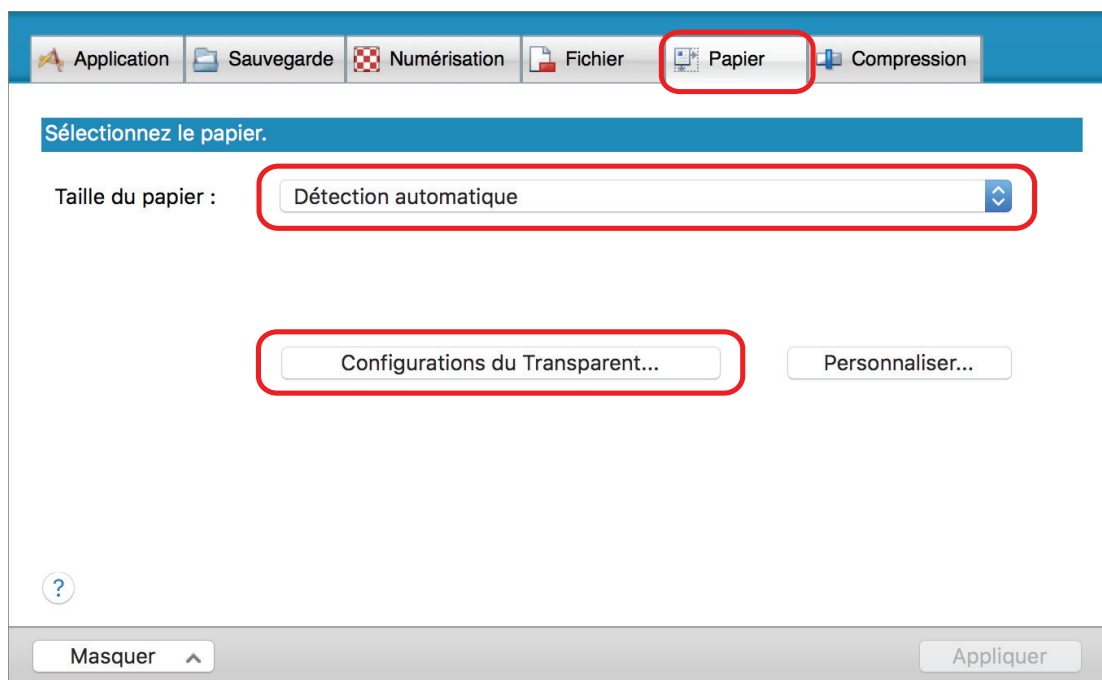 Application Sauvegarde Numérisation Fichier Papier Compression
Sélectionnez le papier.
Taille du papier : Détection automatique
Configurations du Transparent... Personnaliser...
?
Masquer Appliquer